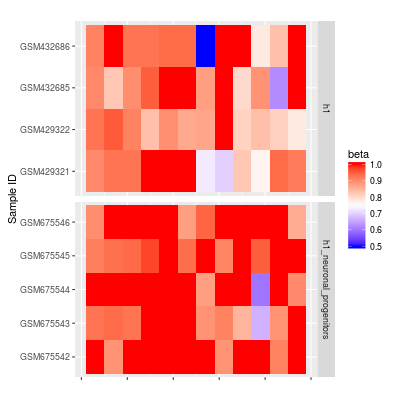 Sample ID
GSM432686
GSM432685
GSM429322
GSM429321
h1
GSM675546
GSM675545
GSM675544
GSM675543
GSM675542
h1_neuronal_progenitors
beta
1.0
0.9
0.8
0.7
0.6
0.5